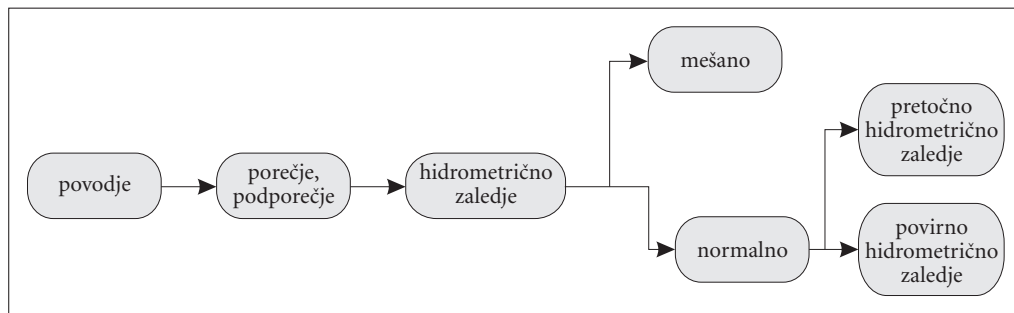 povodje
porečje,
podporečje
hidrometrično
zaledje
mešano
normalno
pretočno
hidrometrično
zaledje
povirno
hidrometrično
zaledje